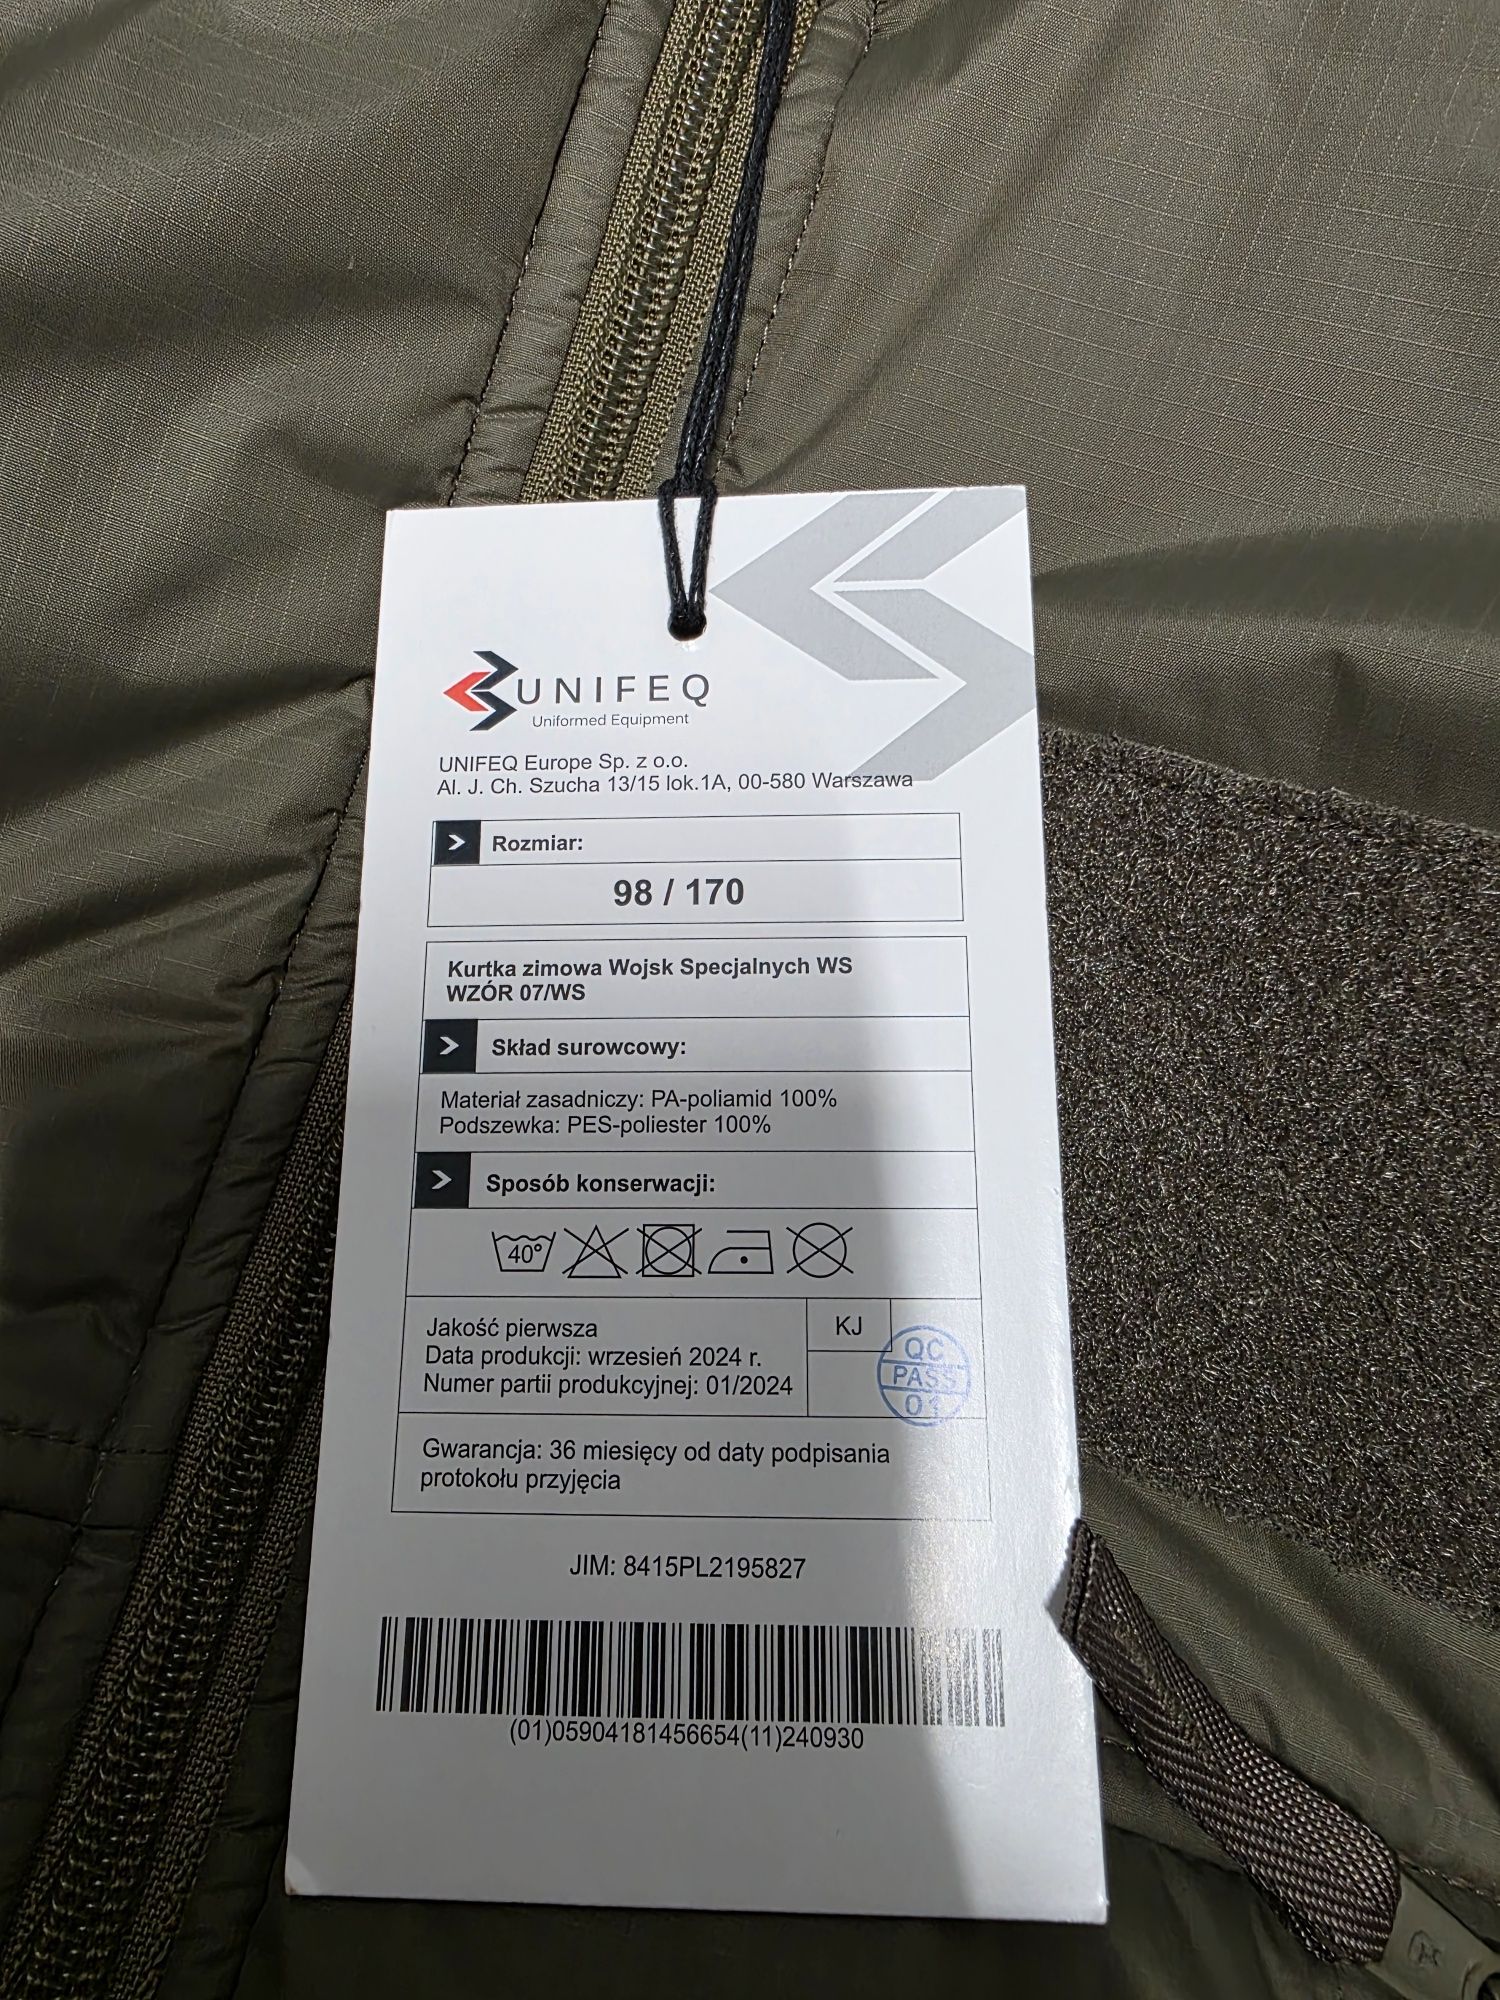 UNIFEQ
Uniformed Equipment
UNIFEQ Europe Sp. z o.o.
Al. J. Ch. Szucha 13/15 lok.1A, 00-580 Warszawa
Rozmiar:
98 / 170
Kurtka zimowa Wojsk Specjalnych WS
WZÓR 07/WS
Skład surowcowy:
Materiał zasadniczy: PA-poliamid 100%
Podszewka: PES-poliester 100%
Sposób konserwacji:
40°
Jakość pierwsza
Data produkcji: wrzesień 2024 r.
Numer partii produkcyjnej: 01/2024
KJ
QC
PASS
01
Gwarancja: 36 miesięcy od daty podpisania
protokołu przyjęcia
JIM: 8415PL2195827
(01)05904181456654(11)240930